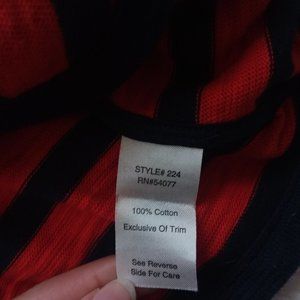 STYLE# 224
RN#54077
100% Cotton
Exclusive Of Trim
See Reverse
Side For Care